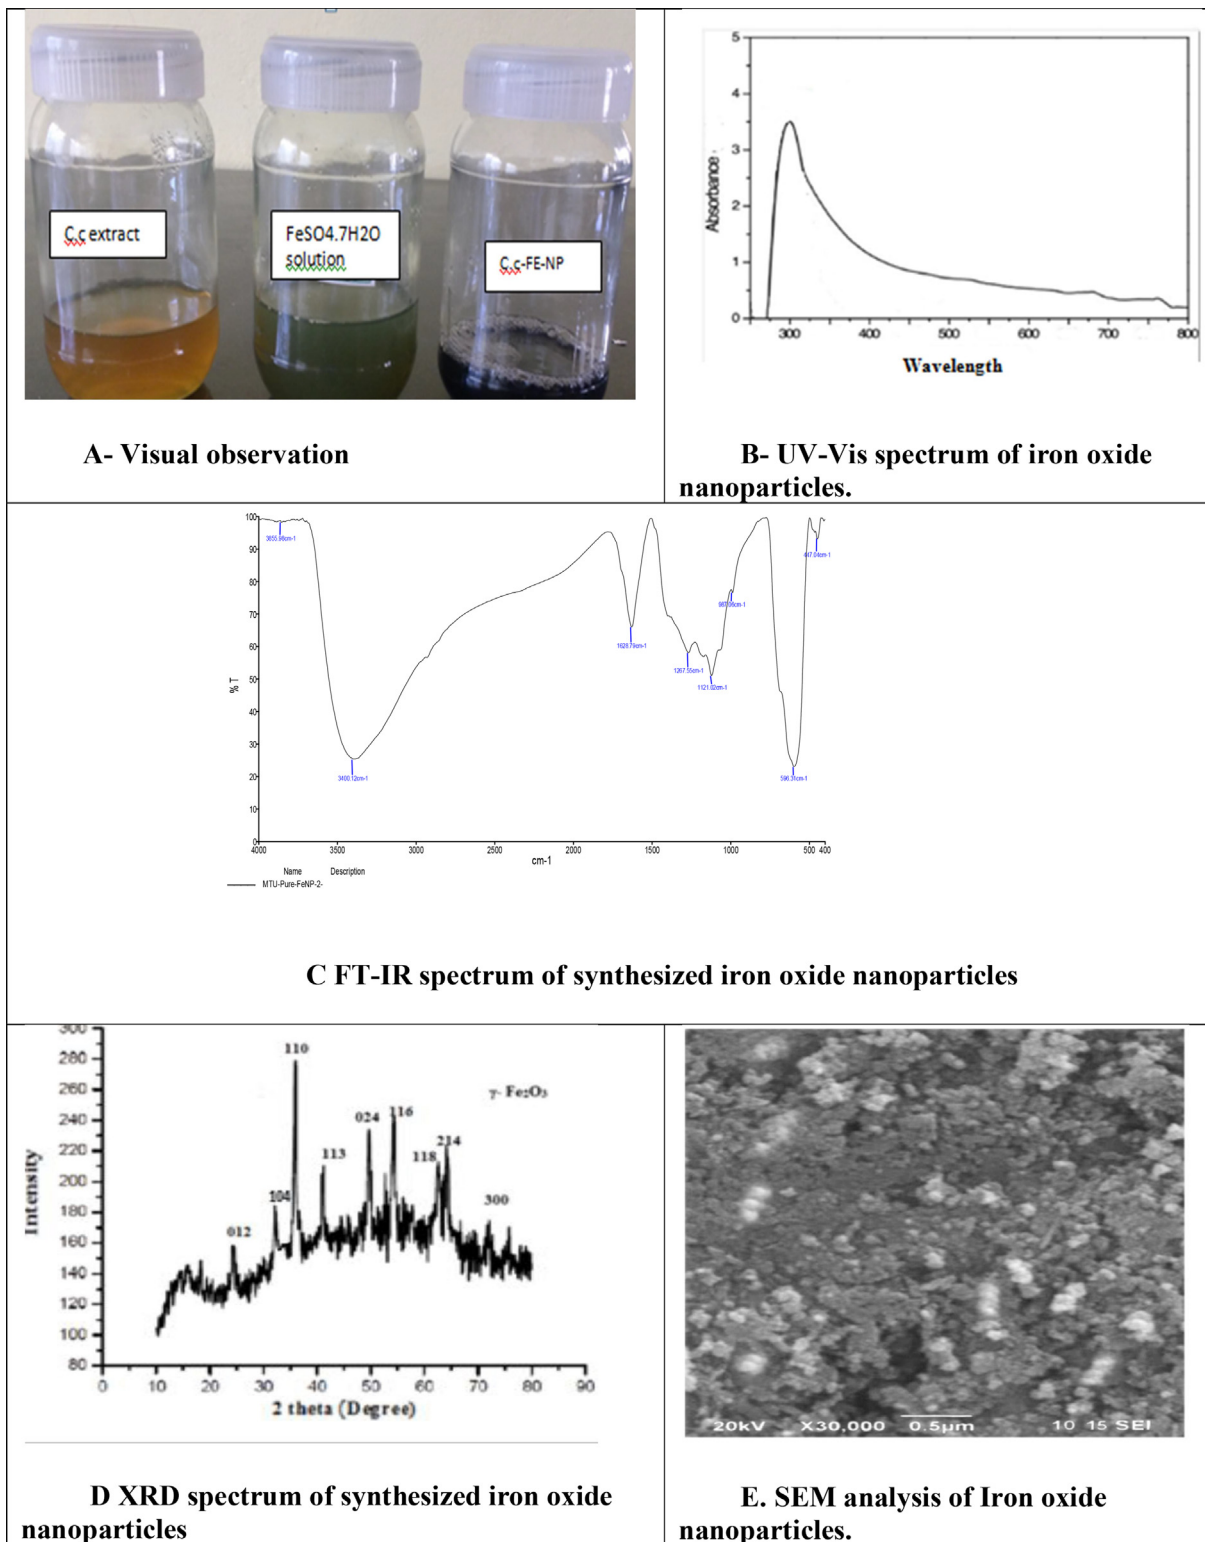 C.c extract
FeSO4.7H2O
solution
C.c-FE-NP
A- Visual observation
5
4
3
2
1
0
Absorbance
300
400
500
600
700
800
Wavelength
B- UV-Vis spectrum of iron oxide
nanoparticles.
100
90
80
70
60
50
40
30
20
10
0
% T
3855.98cm-1
3400.12cm-1
1628.79cm-1
1267.55cm-1
1121.02cm-1
987.06cm-1
596.31cm-1
447.04cm-1
4000
3500
3000
2500
2000
1500
1000
500
400
cm-1
Name
Description
MTU-Pure-FeNP-2-
C FT-IR spectrum of synthesized iron oxide nanoparticles
300
280
260
240
220
200
180
160
140
120
100
80
Intensity
012
104
110
113
024
116
118
214
300
γ- Fe₂O₃
0
10
20
30
40
50
60
70
80
90
2 theta (Degree)
D XRD spectrum of synthesized iron oxide
nanoparticles
20kV X30,000 0.5µm 10 15 SEI
E. SEM analysis of Iron oxide
nanoparticles.